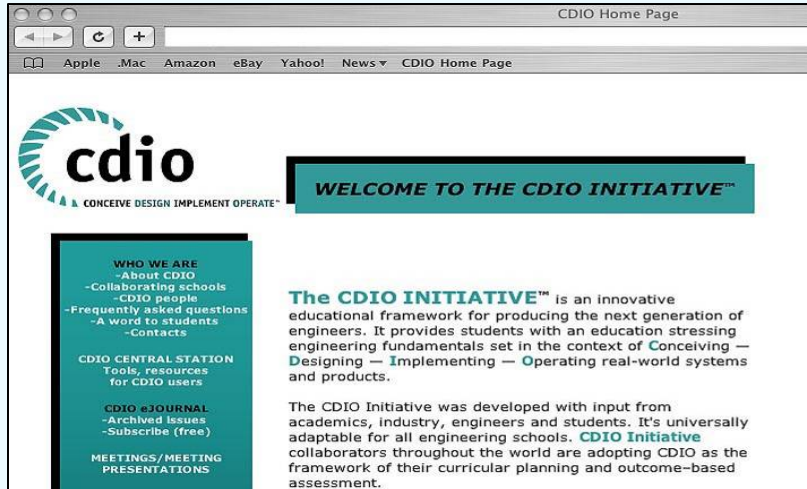 CDIO Home Page
Apple .Mac Amazon eBay Yahoo! News ▾ CDIO Home Page
cdio
CONCEIVE DESIGN IMPLEMENT OPERATE™
WELCOME TO THE CDIO INITIATIVE™
WHO WE ARE
-About CDIO
-Collaborating schools
-CDIO people
-Frequently asked questions
-A word to students
-Contacts
CDIO CENTRAL STATION
Tools, resources
for CDIO users
CDIO eJOURNAL
-Archived issues
-Subscribe (free)
MEETINGS/MEETING
PRESENTATIONS
The CDIO INITIATIVE™ is an innovative
educational framework for producing the next generation of
engineers. It provides students with an education stressing
engineering fundamentals set in the context of Conceiving —
Designing — Implementing — Operating real-world systems
and products.
The CDIO Initiative was developed with input from
academics, industry, engineers and students. It's universally
adaptable for all engineering schools. CDIO Initiative
collaborators throughout the world are adopting CDIO as the
framework of their curricular planning and outcome-based
assessment.